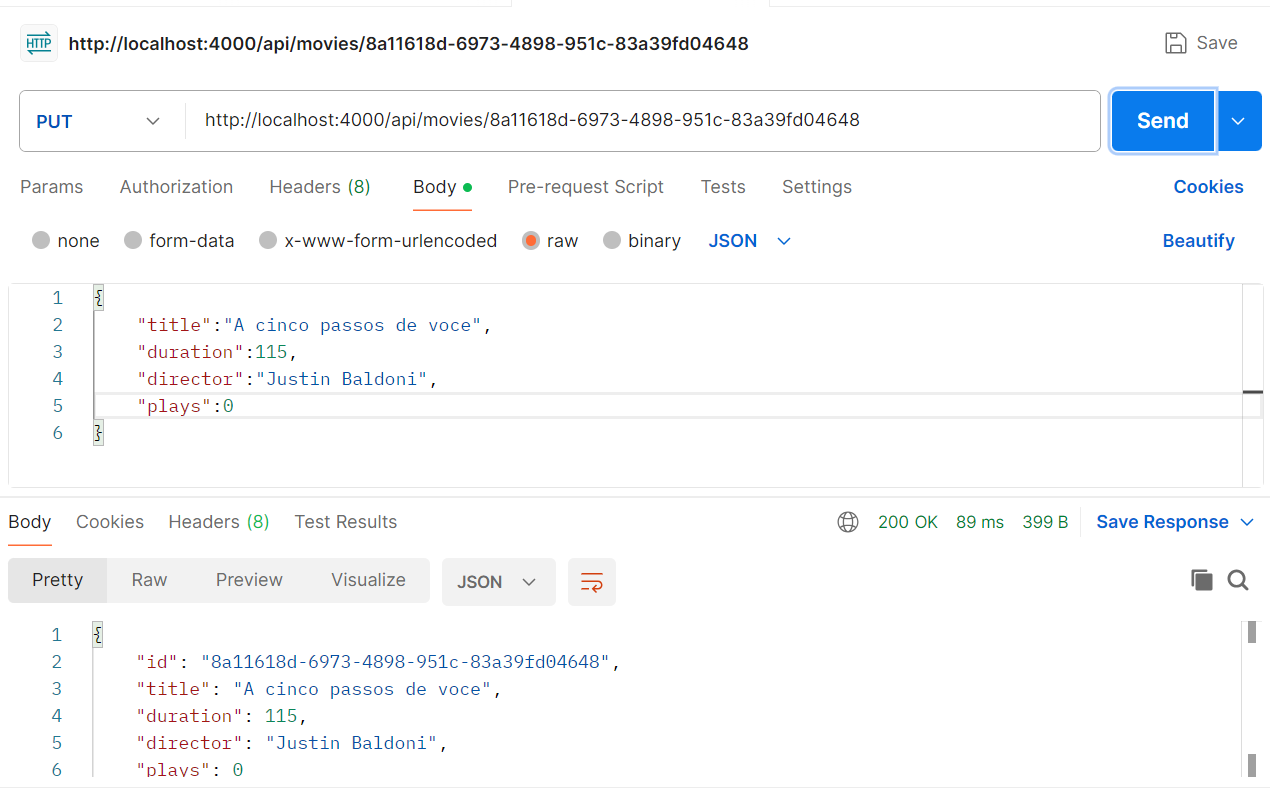 HTTP http://localhost:4000/api/movies/8a11618d-6973-4898-951c-83a39fd04648 Save
PUT http://localhost:4000/api/movies/8a11618d-6973-4898-951c-83a39fd04648 Send
Params Authorization Headers (8) Body Pre-request Script Tests Settings Cookies
none form-data x-www-form-urlencoded raw binary JSON Beautify
1 {
2 "title":"A cinco passos de voce",
3 "duration":115,
4 "director":"Justin Baldoni",
5 "plays":0
6 }
Body Cookies Headers (8) Test Results 200 OK 89 ms 399 B Save Response
Pretty Raw Preview Visualize JSON
1 {
2 "id": "8a11618d-6973-4898-951c-83a39fd04648",
3 "title": "A cinco passos de voce",
4 "duration": 115,
5 "director": "Justin Baldoni",
6 "plays": 0